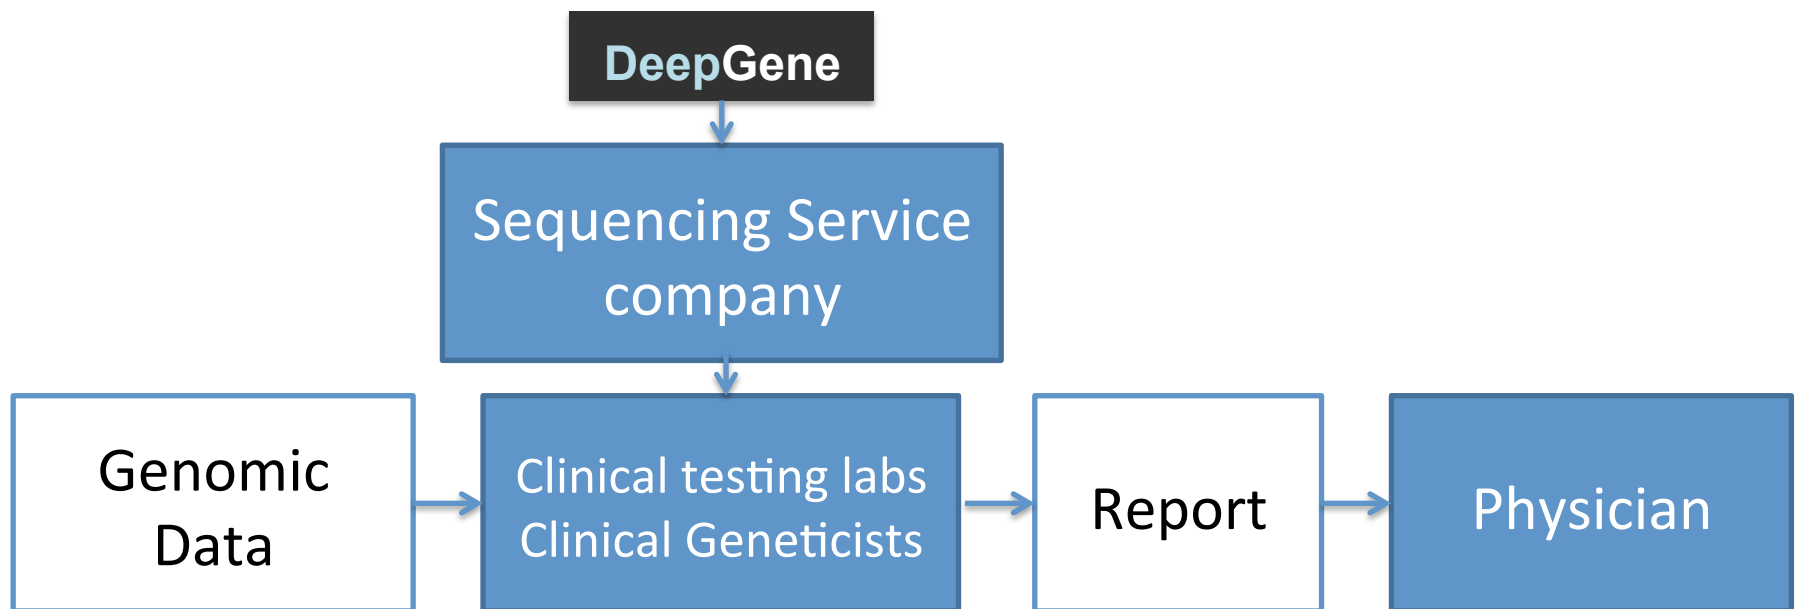 DeepGene
Sequencing Service
company
Genomic
Data
Clinical testing labs
Clinical Geneticists
Report
Physician